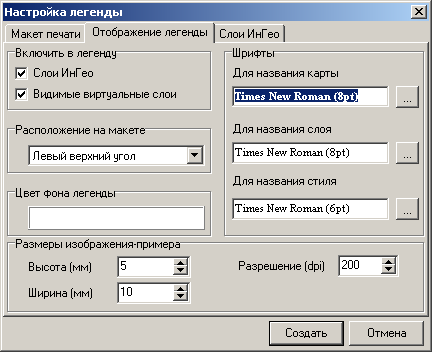 Настройка легенды
Макет печати Отображение легенды Слои ИнГео
Включить в легенду
Слои ИнГео
Видимые виртуальные слои
Расположение на макете
Левый верхний угол
Цвет фона легенды
Шрифты
Для названия карты
Times New Roman (8pt) ...
Для названия слоя
Times New Roman (8pt) ...
Для названия стиля
Times New Roman (6pt) ...
Размеры изображения-примера
Высота (мм) 5
Ширина (мм) 10
Разрешение (dpi) 200
Создать Отмена